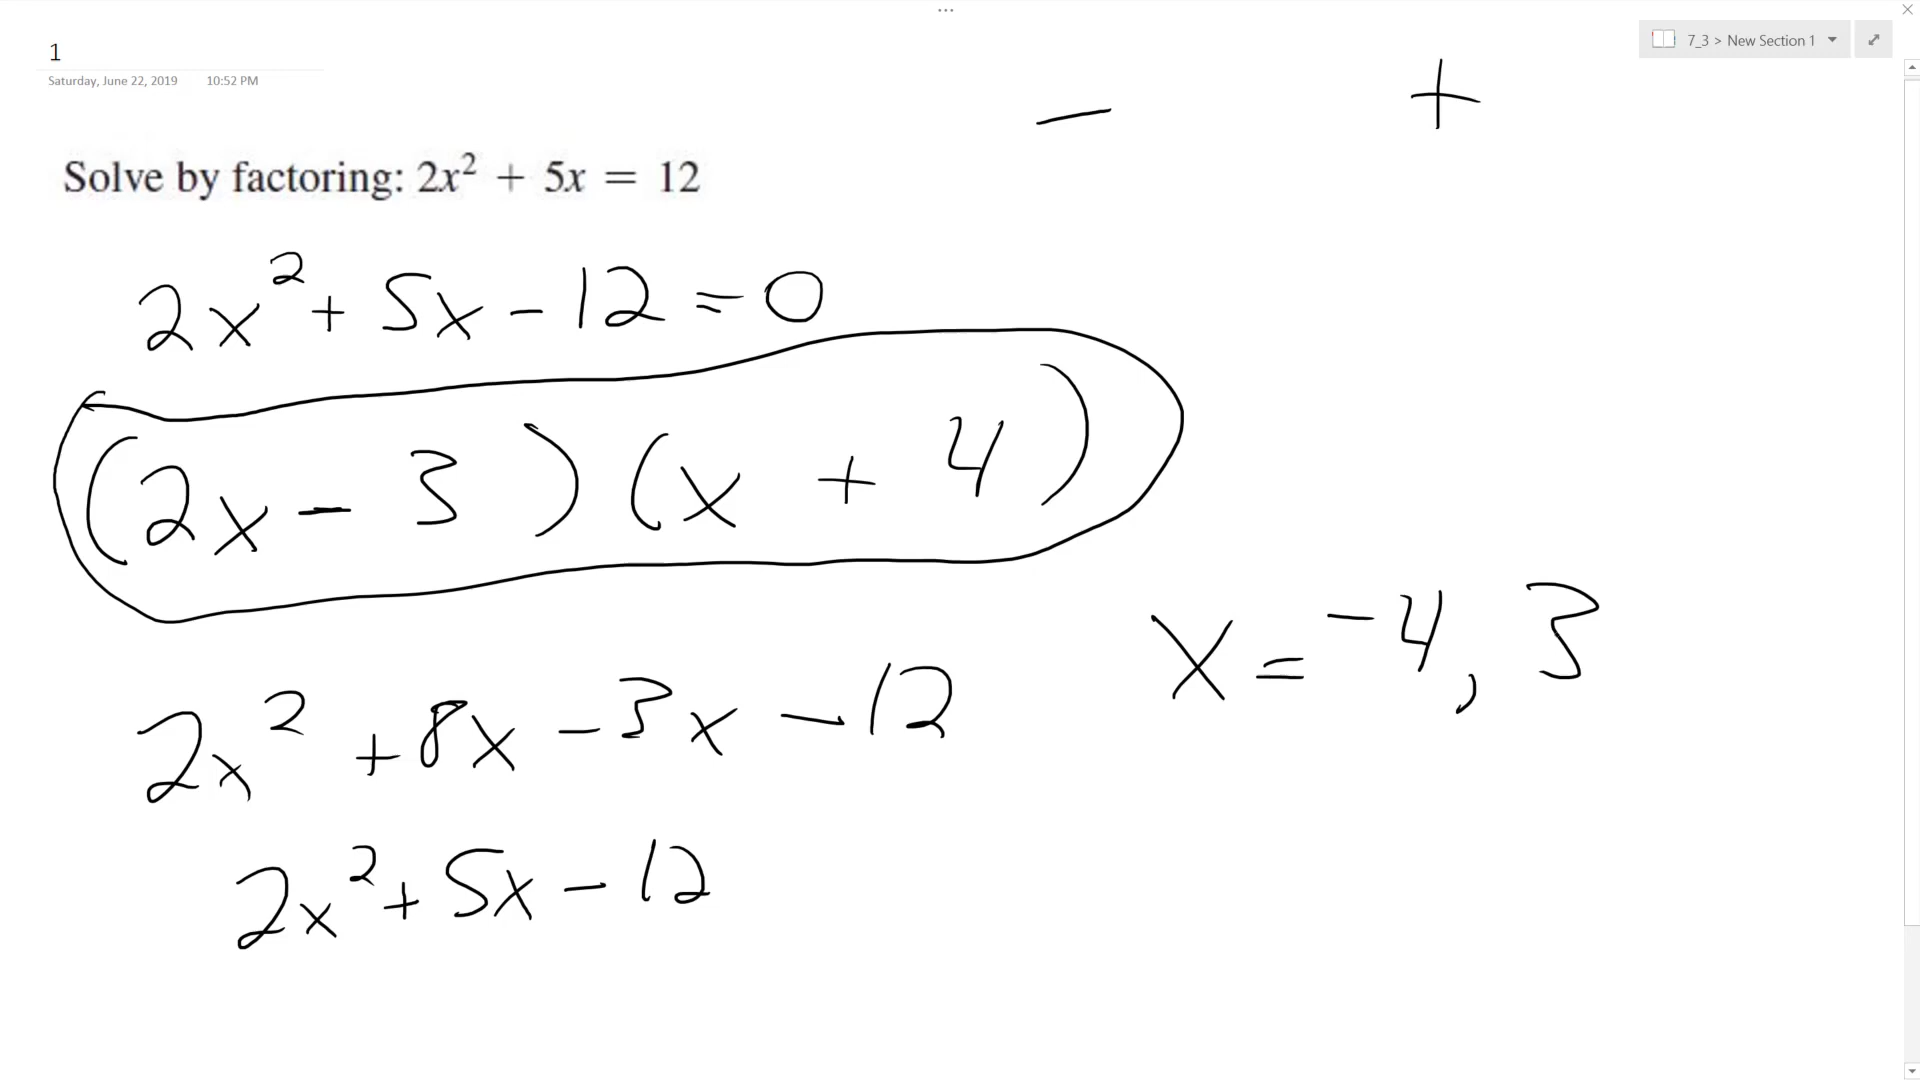 7_3 > New Section 1
1
Saturday, June 22, 2019 10:52 PM
− +
Solve by factoring: 2x² + 5x = 12
2x² + 5x − 12 = 0
(2x − 3)(x + 4)
x = −4, 3
2x² + 8x − 3x − 12
2x² + 5x − 12